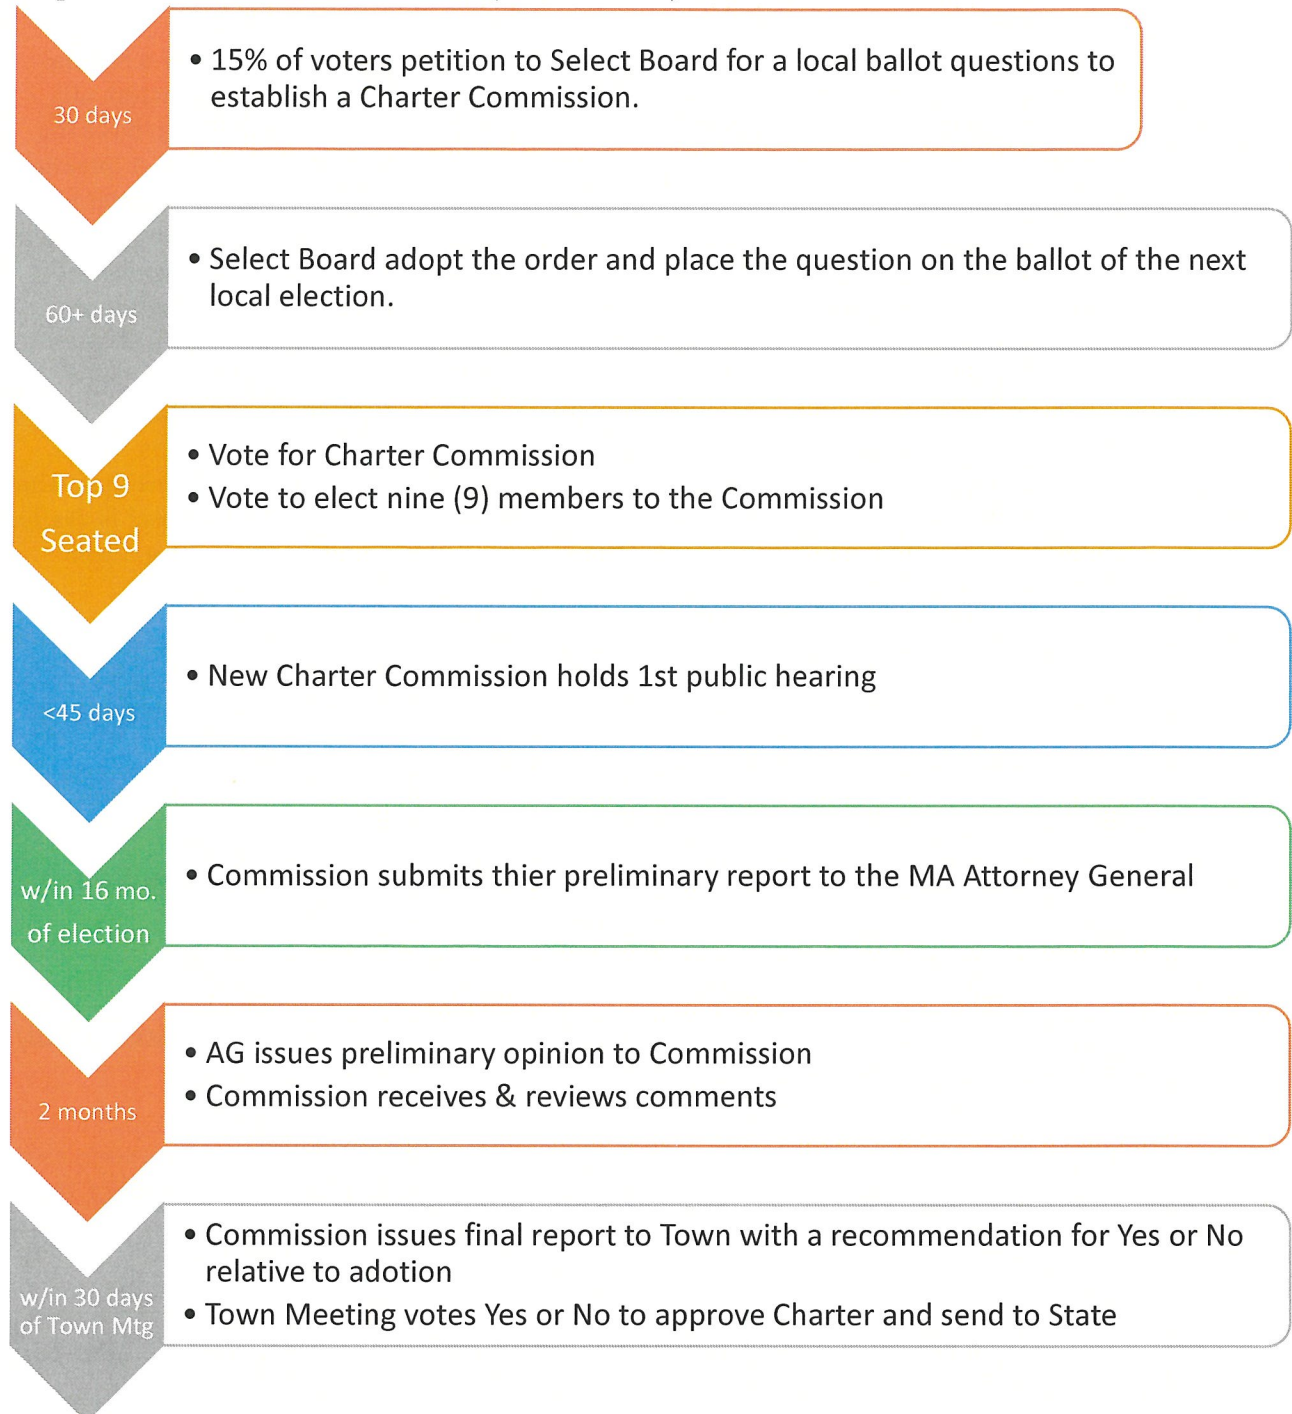 30 days
• 15% of voters petition to Select Board for a local ballot questions to
establish a Charter Commission.
60+ days
• Select Board adopt the order and place the question on the ballot of the next
local election.
Top 9
Seated
• Vote for Charter Commission
• Vote to elect nine (9) members to the Commission
<45 days
• New Charter Commission holds 1st public hearing
w/in 16 mo.
of election
• Commission submits thier preliminary report to the MA Attorney General
2 months
• AG issues preliminary opinion to Commission
• Commission receives & reviews comments
w/in 30 days
of Town Mtg
• Commission issues final report to Town with a recommendation for Yes or No
relative to adotion
• Town Meeting votes Yes or No to approve Charter and send to State